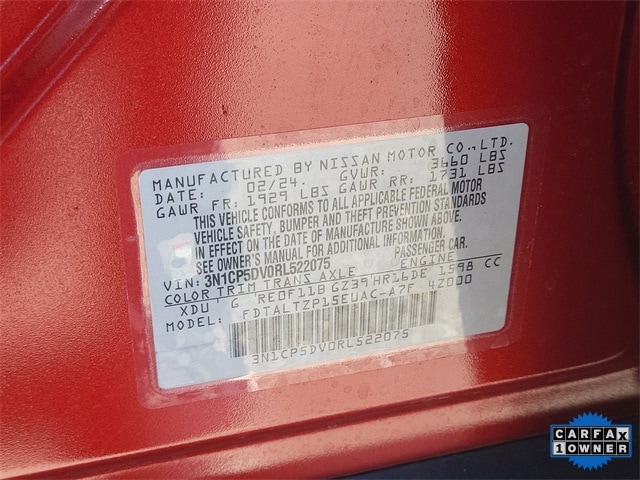 MANUFACTURED BY NISSAN MOTOR CO., LTD.
DATE: 02/24. GVWR: 3660 LBS
GAWR FR: 1929 LBS GAWR RR: 1731 LBS
THIS VEHICLE CONFORMS TO ALL APPLICABLE FEDERAL MOTOR
VEHICLE SAFETY, BUMPER AND THEFT PREVENTION STANDARDS
IN EFFECT ON THE DATE OF MANUFACTURE SHOWN ABOVE.
SEE OWNER'S MANUAL FOR ADDITIONAL INFORMATION.
VIN: 3N1CP5DV0RL522075 PASSENGER CAR.
COLOR TRIM TRANS AXLE ENGINE
XDU G RE0F11B GZ39 HR16DE 1598 CC
MODEL: FDTALTZP15EUAC-A7F 4Z000
3N1CP5DV0RL522075
CARFAX
1 OWNER